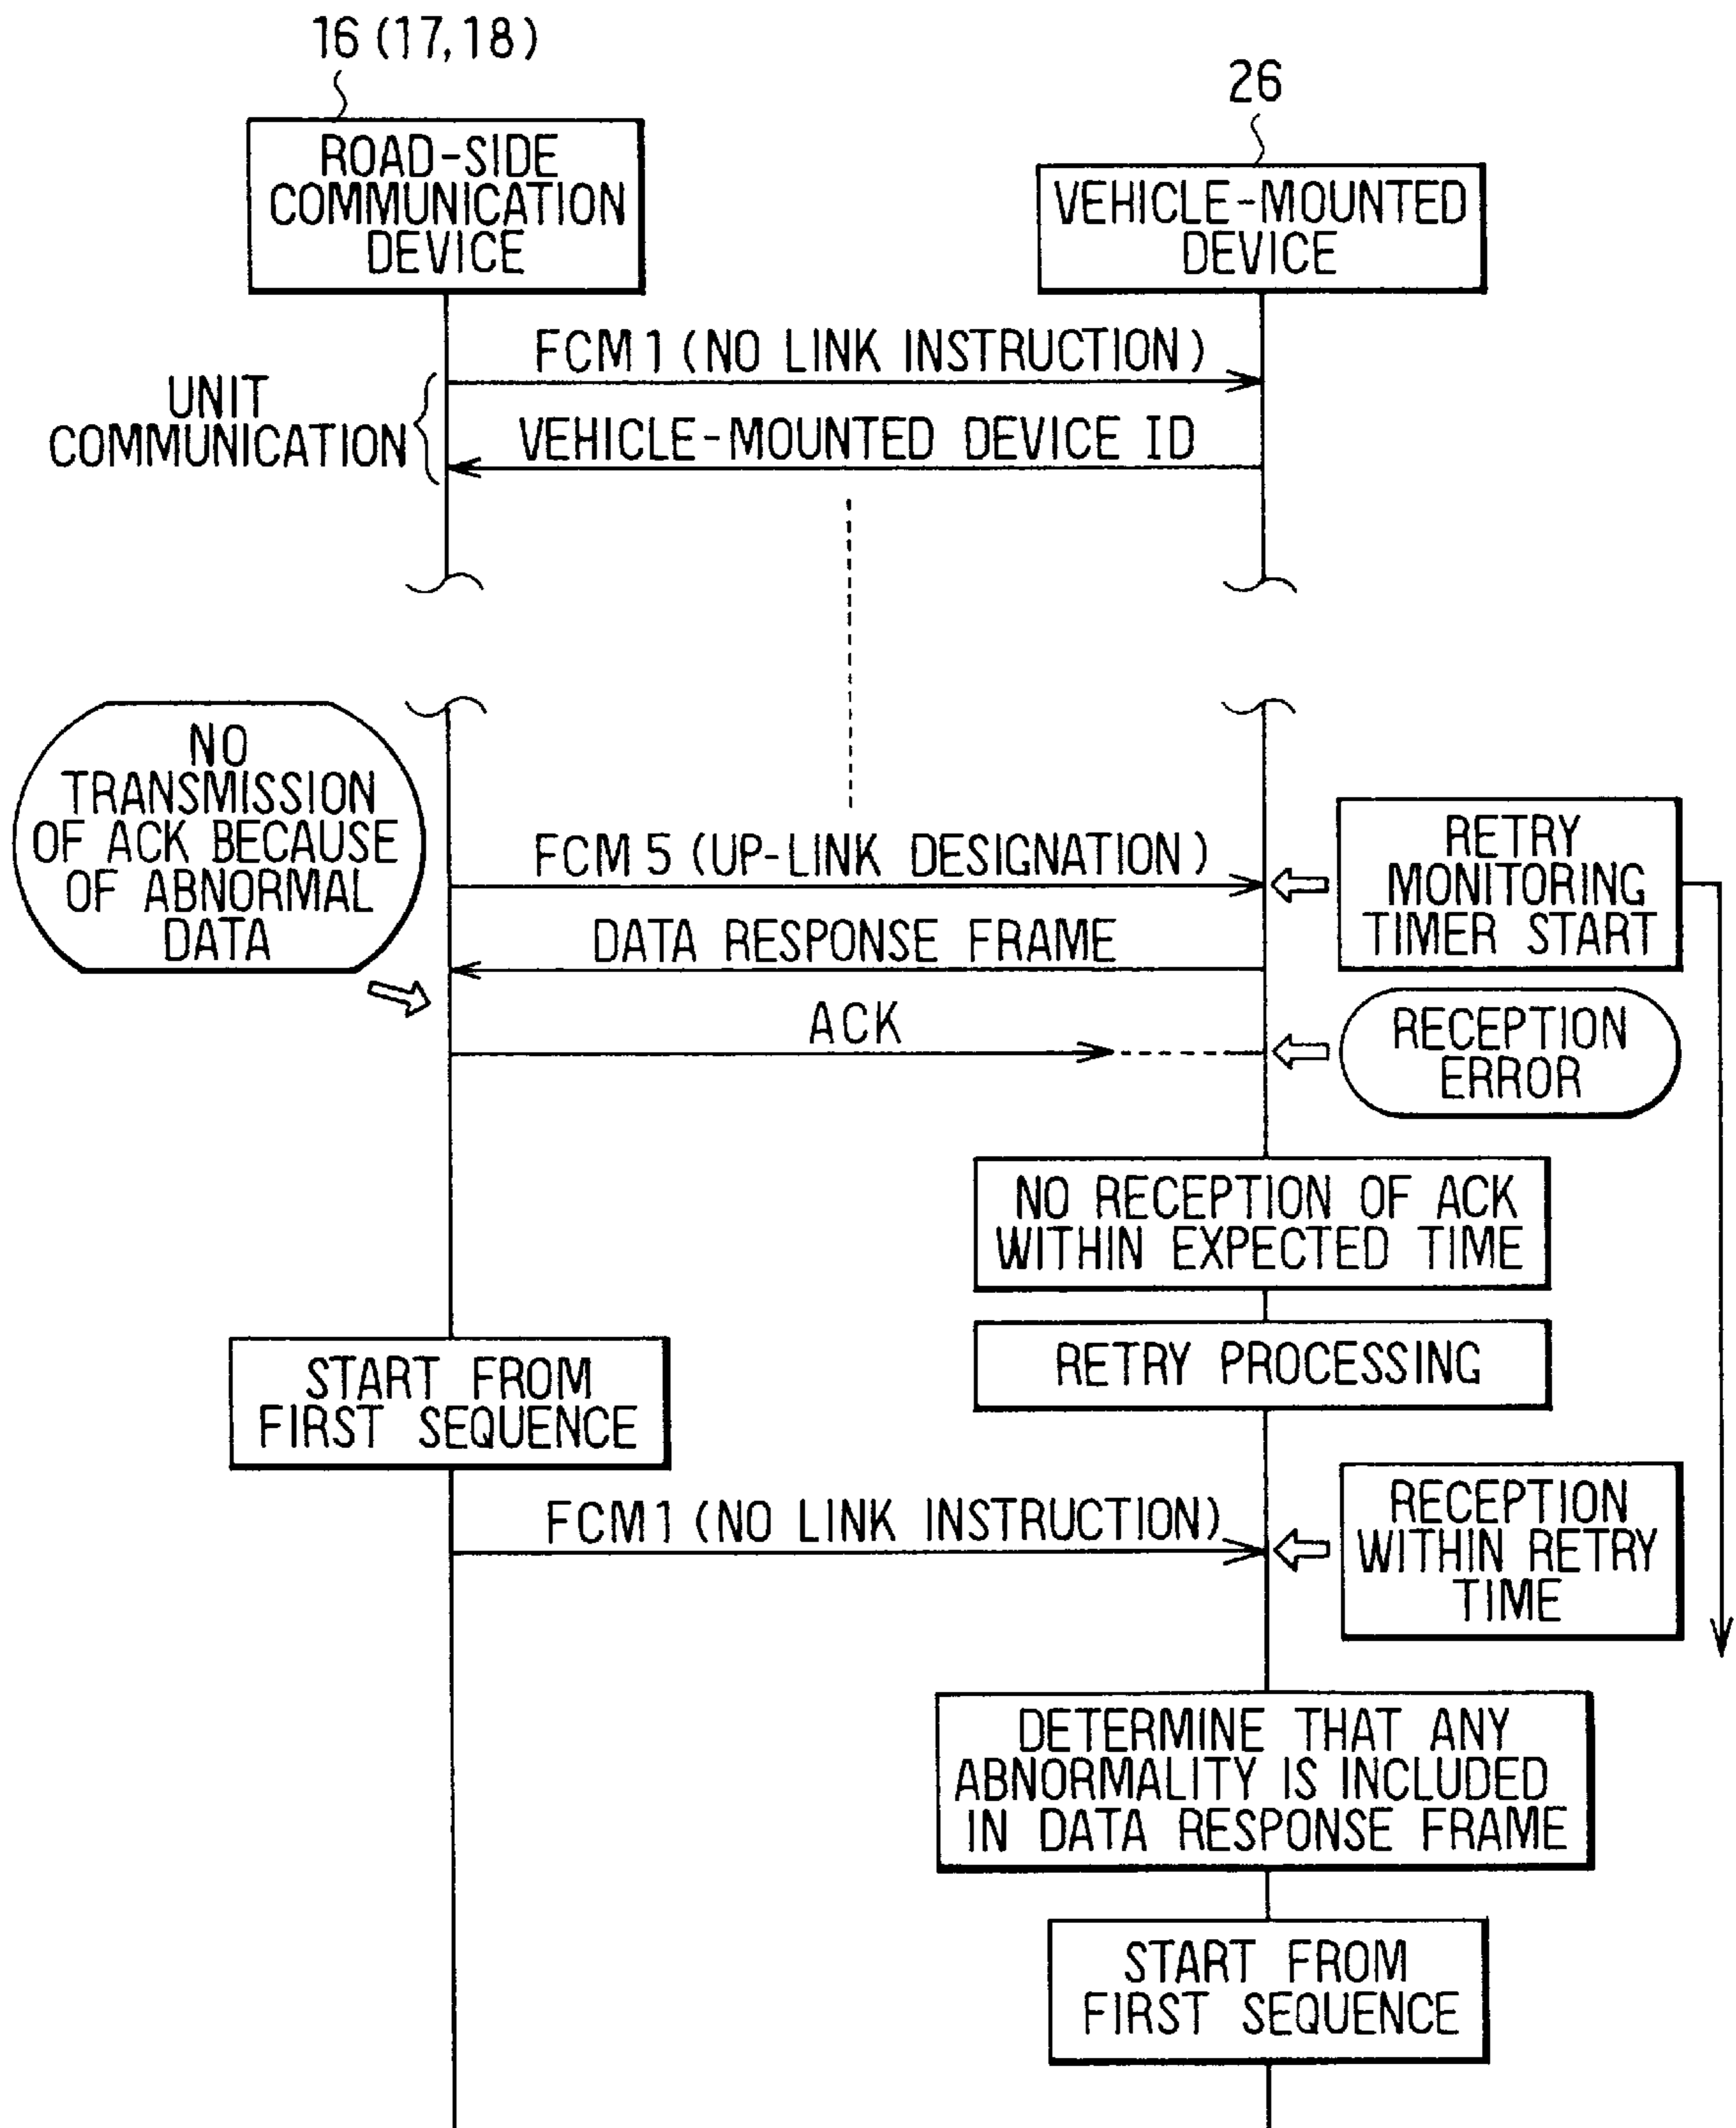 16 (17, 18)
26
ROAD-SIDE
COMMUNICATION
DEVICE
VEHICLE-MOUNTED
DEVICE
FCM 1 (NO LINK INSTRUCTION)
UNIT
COMMUNICATION
VEHICLE-MOUNTED DEVICE ID
NO
TRANSMISSION
OF ACK BECAUSE
OF ABNORMAL
DATA
FCM 5 (UP-LINK DESIGNATION)
RETRY
MONITORING
TIMER START
DATA RESPONSE FRAME
ACK
RECEPTION
ERROR
NO RECEPTION OF ACK
WITHIN EXPECTED TIME
RETRY PROCESSING
START FROM
FIRST SEQUENCE
FCM 1 (NO LINK INSTRUCTION)
RECEPTION
WITHIN RETRY
TIME
DETERMINE THAT ANY
ABNORMALITY IS INCLUDED
IN DATA RESPONSE FRAME
START FROM
FIRST SEQUENCE